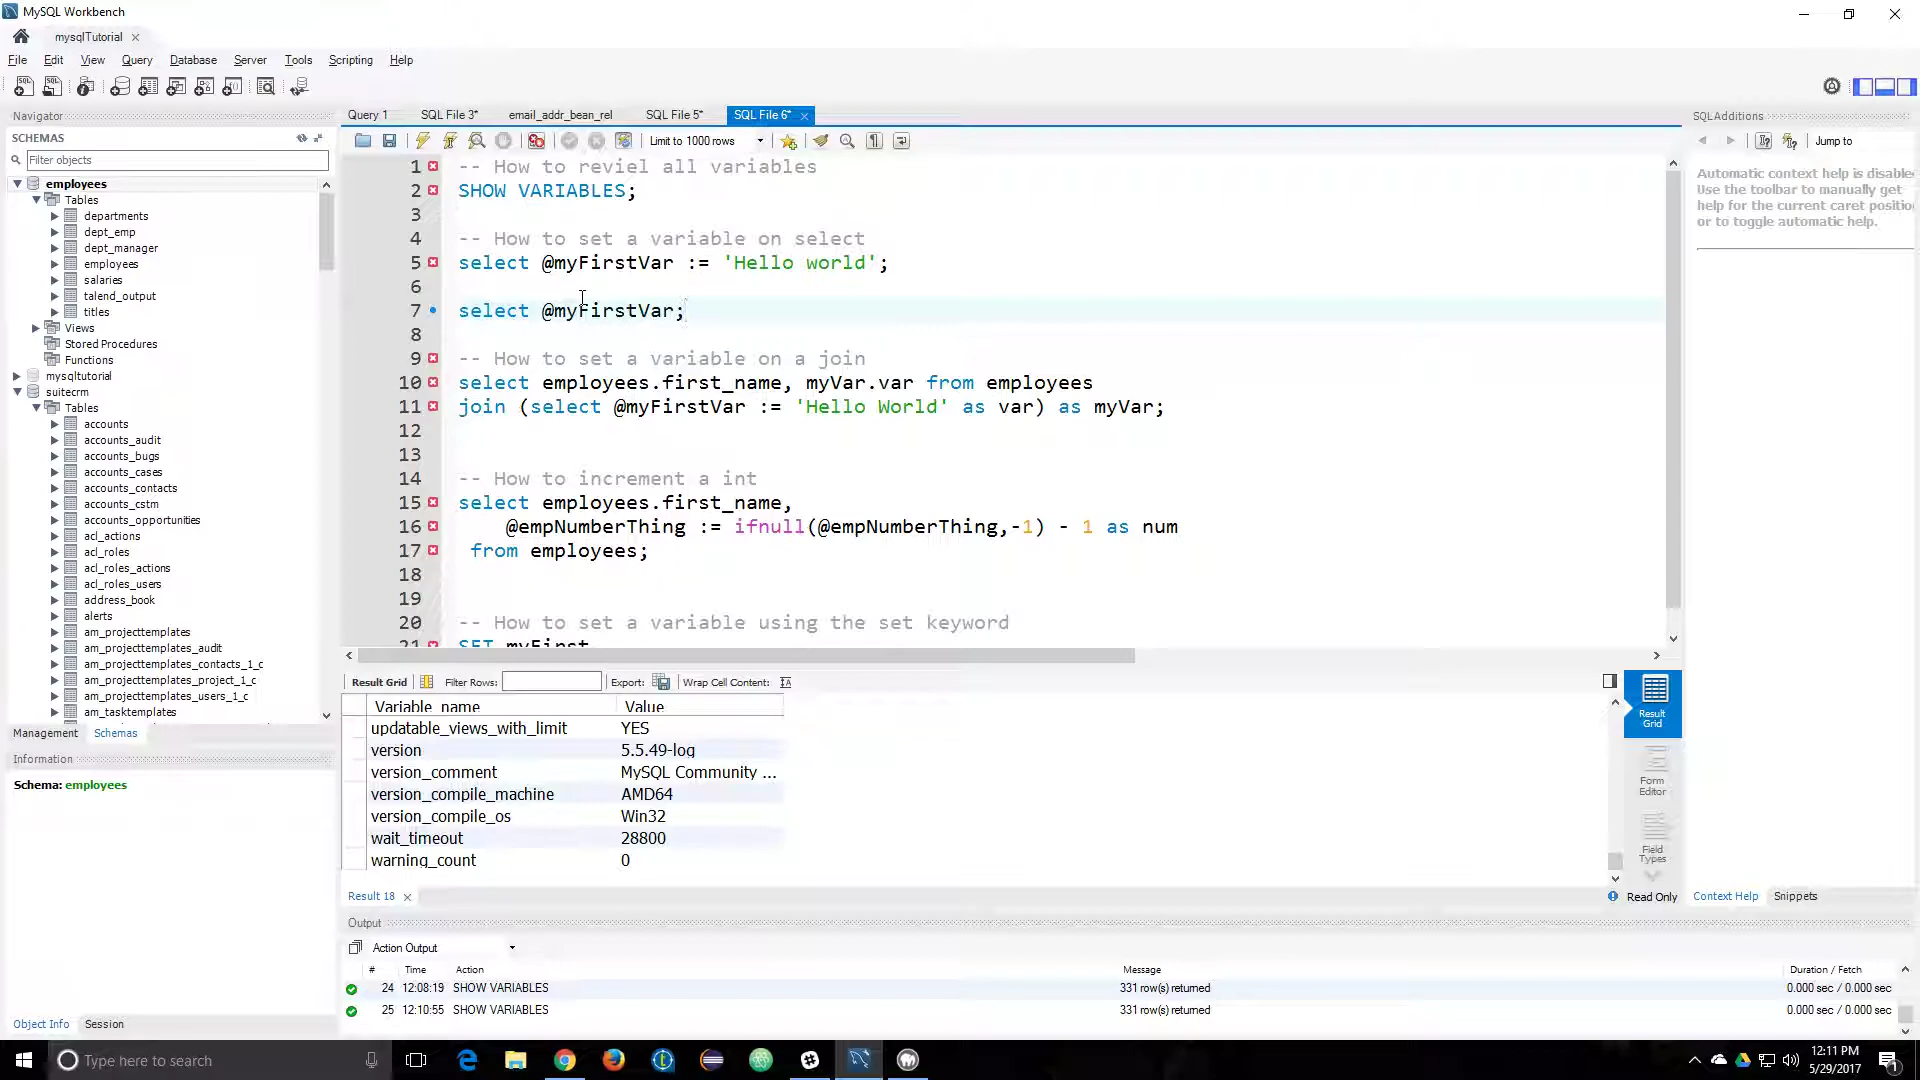 MySQL Workbench
mysqlTutorial
File Edit View Query Database Server Tools Scripting Help
Navigator
SCHEMAS
Filter objects
employees
Tables
departments
dept_emp
dept_manager
employees
salaries
talend_output
titles
Views
Stored Procedures
Functions
mysqltutorial
suitecrm
Tables
accounts
accounts_audit
accounts_bugs
accounts_cases
accounts_contacts
accounts_cstm
accounts_opportunities
acl_actions
acl_roles
acl_roles_actions
acl_roles_users
address_book
alerts
am_projecttemplates
am_projecttemplates_audit
am_projecttemplates_contacts_1_c
am_projecttemplates_project_1_c
am_projecttemplates_users_1_c
am_tasktemplates
Management Schemas
Information
Schema: employees
Object Info Session
Query 1 SQL File 3* email_addr_bean_rel SQL File 5* SQL File 6*
Limit to 1000 rows
1 -- How to reviel all variables
2 SHOW VARIABLES;
3
4 -- How to set a variable on select
5 select @myFirstVar := 'Hello world';
6
7 select @myFirstVar;
8
9 -- How to set a variable on a join
10 select employees.first_name, myVar.var from employees
11 join (select @myFirstVar := 'Hello World' as var) as myVar;
12
13
14 -- How to increment a int
15 select employees.first_name,
16 @empNumberThing := ifnull(@empNumberThing,-1) - 1 as num
17 from employees;
18
19
20 -- How to set a variable using the set keyword
21 SET myFirst
Result Grid Filter Rows: Export: Wrap Cell Content:
Variable_name Value
updatable_views_with_limit YES
version 5.5.49-log
version_comment MySQL Community ...
version_compile_machine AMD64
version_compile_os Win32
wait_timeout 28800
warning_count 0
Result Grid
Form Editor
Field Types
Result 18
Read Only
Output
Action Output
# Time Action Message Duration / Fetch
24 12:08:19 SHOW VARIABLES 331 row(s) returned 0.000 sec / 0.000 sec
25 12:10:55 SHOW VARIABLES 331 row(s) returned 0.000 sec / 0.000 sec
SQLAdditions
Jump to
Automatic context help is disable
Use the toolbar to manually get
help for the current caret position
or to toggle automatic help.
Context Help Snippets
Type here to search
12:11 PM
5/29/2017